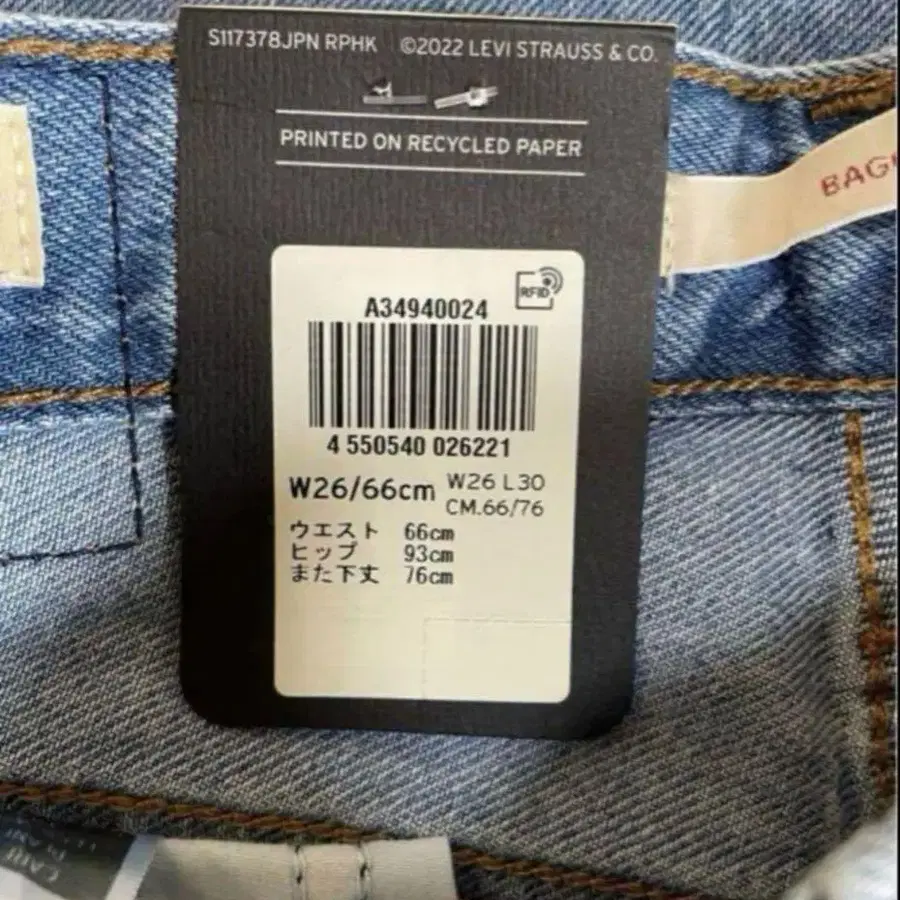 S117378JPN RPHK ©2022 LEVI STRAUSS & CO.
PRINTED ON RECYCLED PAPER
RFID
A34940024
4 550540 026221
W26/66cm W26 L30
CM.66/76
ウエスト 66cm
ヒップ 93cm
また下丈 76cm